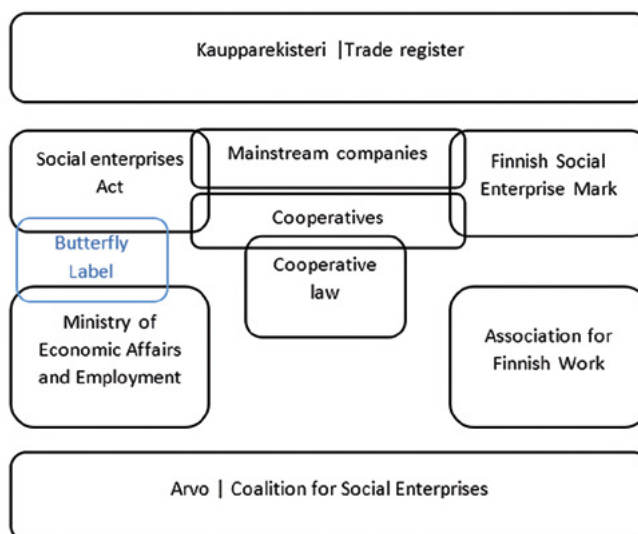 Kaupparekisteri |Trade register
Social enterprises
Act
Mainstream companies
Finnish Social
Enterprise Mark
Cooperatives
Butterfly
Label
Cooperative
law
Ministry of
Economic Affairs
and Employment
Association for
Finnish Work
Arvo | Coalition for Social Enterprises